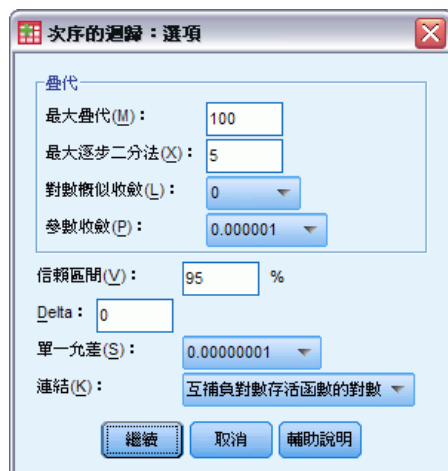 次序的迴歸：選項
疊代
最大疊代(M)： 100
最大逐步二分法(X)： 5
對數概似收斂(L)： 0
參數收斂(P)： 0.000001
信賴區間(V)： 95 %
Delta： 0
單一允差(S)： 0.00000001
連結(K)： 互補負對數存活函數的對數
繼續 取消 輔助說明